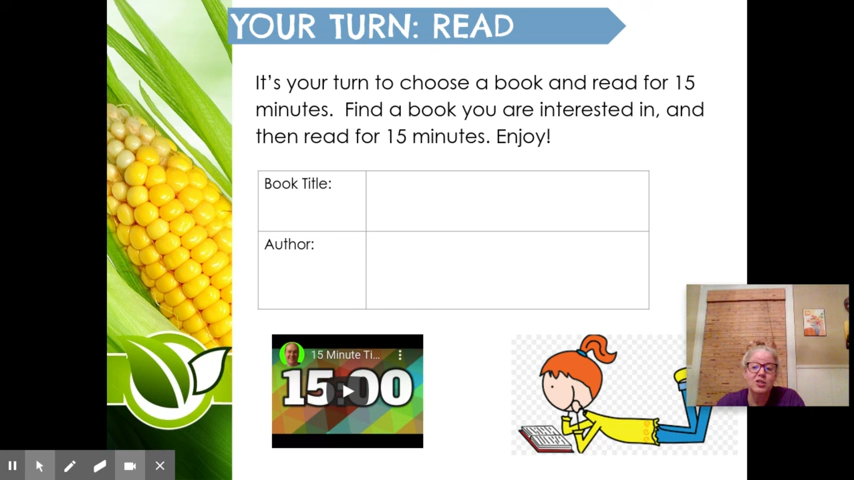 YOUR TURN: READ
It's your turn to choose a book and read for 15
minutes.  Find a book you are interested in, and
then read for 15 minutes. Enjoy!
Book Title:
Author:
15 Minute Ti...
15:00